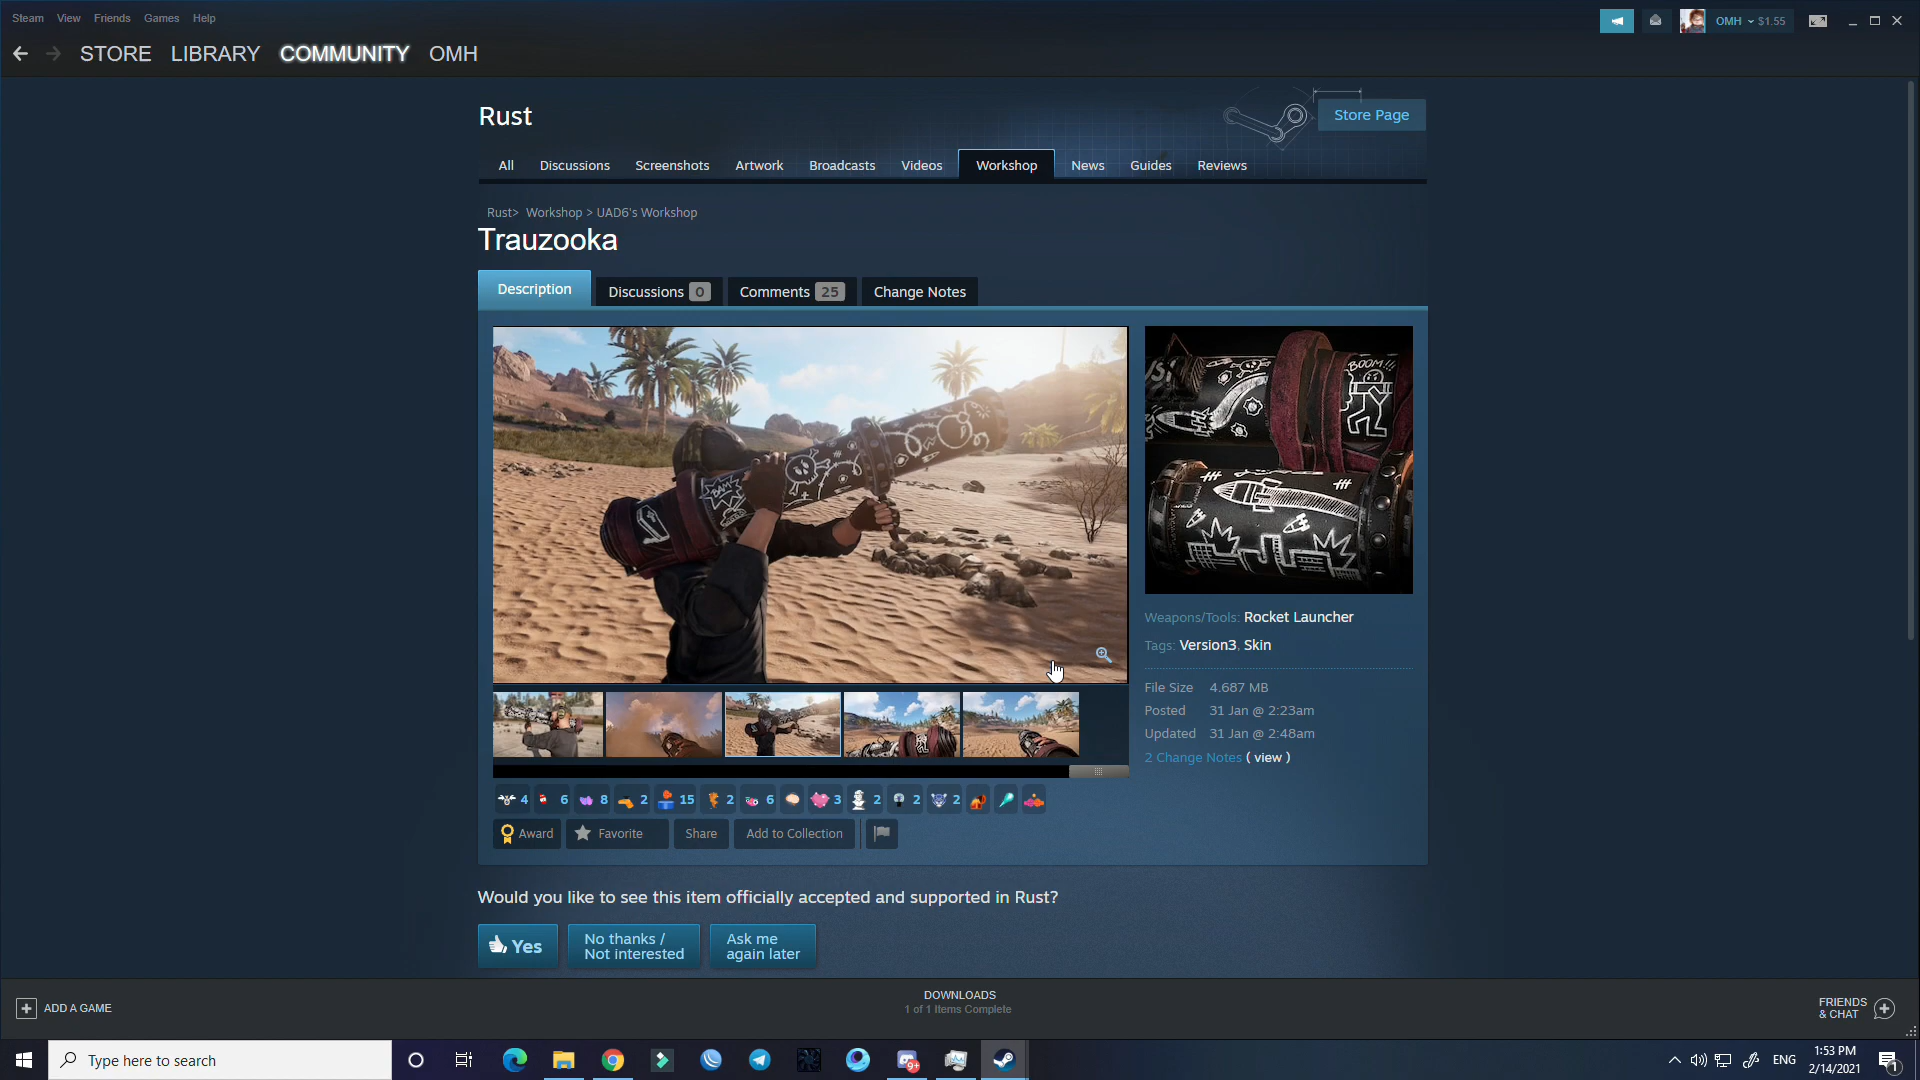 Steam View Friends Games Help
OMH $1.55
STORE LIBRARY COMMUNITY OMH
Rust
Store Page
All Discussions Screenshots Artwork Broadcasts Videos Workshop News Guides Reviews
Rust> Workshop > UAD6's Workshop
Trauzooka
Description Discussions 0 Comments 25 Change Notes
BOOM!!!
BAM!
Weapons/Tools: Rocket Launcher
Tags: Version3, Skin
File Size 4.687 MB
Posted 31 Jan @ 2:23am
Updated 31 Jan @ 2:48am
2 Change Notes ( view )
4 6 8 2 15 2 6 3 2 2 2
Award Favorite Share Add to Collection
Would you like to see this item officially accepted and supported in Rust?
Yes
No thanks /
Not interested
Ask me
again later
ADD A GAME
DOWNLOADS
1 of 1 Items Complete
FRIENDS
& CHAT
Type here to search
9+
ENG
1:53 PM
2/14/2021
1